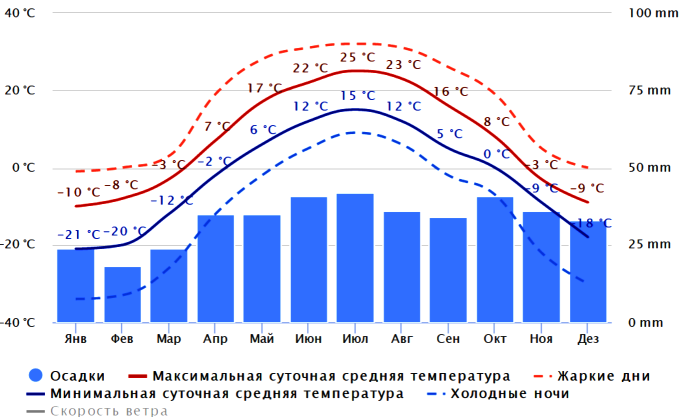 40 °C 100 mm
25 °C
22 °C 23 °C
20 °C 17 °C 15 °C 16 °C 75 mm
12 °C 12 °C
7 °C 6 °C 5 °C 8 °C
0 °C -3 °C -2 °C 0 °C -3 °C 50 mm
-10 °C -8 °C -12 °C -9 °C -9 °C
-21 °C -20 °C -18 °C
-20 °C 25 mm
-40 °C 0 mm
Янв Фев Мар Апр Май Июн Июл Авг Сен Окт Ноя Дез
Осадки Максимальная суточная средняя температура Жаркие дни
Минимальная суточная средняя температура Холодные ночи
Скорость ветра